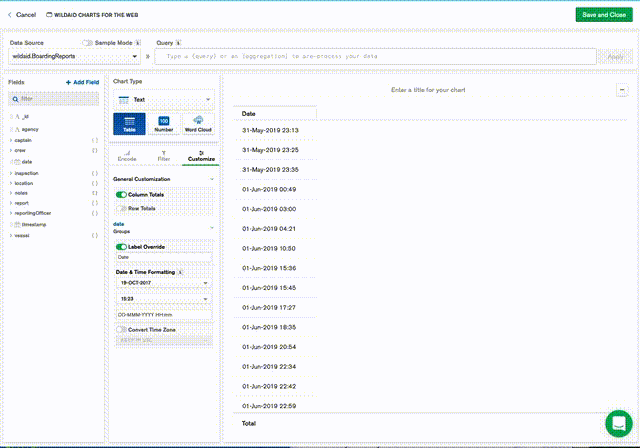 Cancel
WILDAID CHARTS FOR THE WEB
Save and Close
Data Source
Sample Mode
Query
wildaid.BoardingReports
Type a {query} or an [aggregation] to pre-process your data
Apply
Fields
+ Add Field
filter
_id
agency
captain
crew
date
inspection
location
notes
report
reportingOfficer
timestamp
vessel
Chart Type
Text
Table
Number
Word Cloud
Encode
Filter
Customize
General Customization
Column Totals
Row Totals
date
Groups
Label Override
Date
Date & Time Formatting
19-OCT-2017
15:23
DD-MMM-YYYY HH:mm
Convert Time Zone
Enter a title for your chart
Date
31-May-2019 23:13
31-May-2019 23:25
31-May-2019 23:35
01-Jun-2019 00:49
01-Jun-2019 03:00
01-Jun-2019 04:21
01-Jun-2019 10:50
01-Jun-2019 15:36
01-Jun-2019 15:45
01-Jun-2019 17:27
01-Jun-2019 18:35
01-Jun-2019 20:54
01-Jun-2019 22:34
01-Jun-2019 22:42
01-Jun-2019 22:59
Total